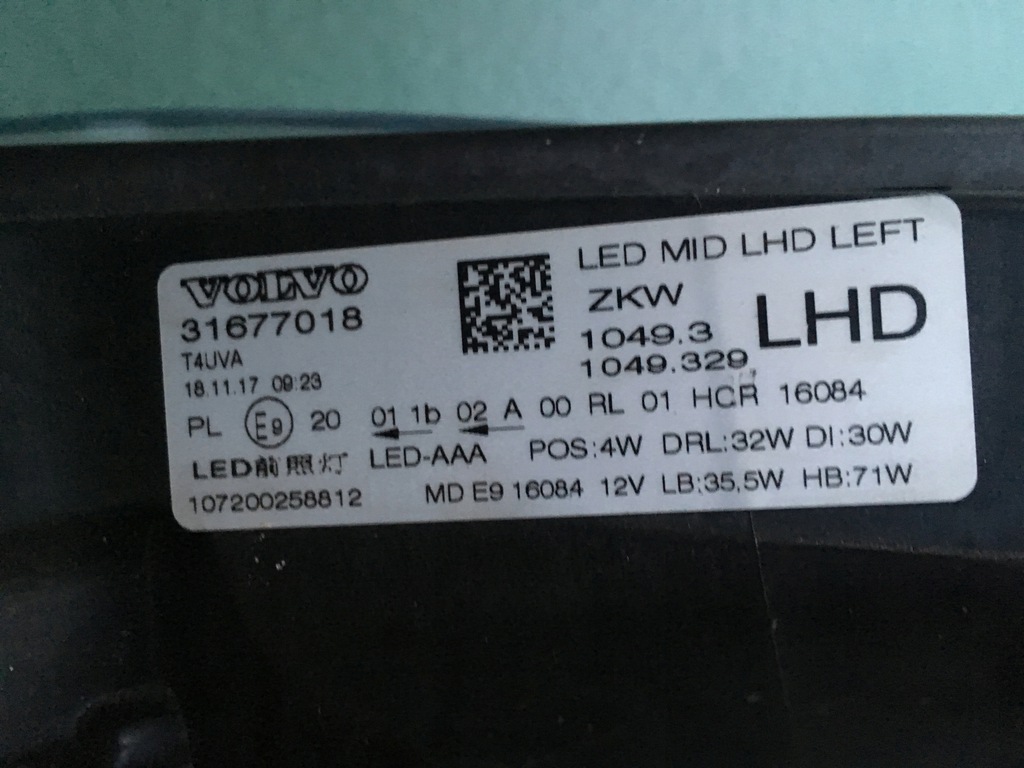 VOLVO
31677018
T4UVA
18.11.17 09:23
LED MID LHD LEFT
ZKW
1049.3
1049.329
LHD
PL E9 20 01 1b 02 A 00 RL 01 HCR 16084
LED前照灯 LED-AAA POS:4W DRL:32W DI:30W
107200258812 MD E9 16084 12V LB:35,5W HB:71W